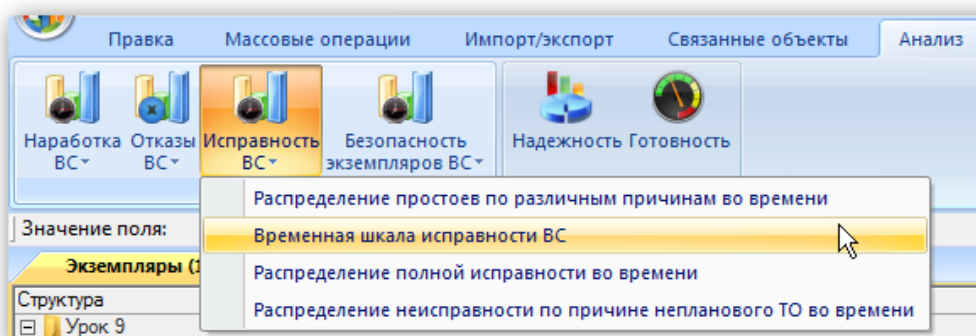 Правка Массовые операции Импорт/экспорт Связанные объекты Анализ
Наработка ВС
Отказы ВС
Исправность ВС
Безопасность экземпляров ВС
Надежность
Готовность
Распределение простоев по различным причинам во времени
Значение поля:
Временная шкала исправности ВС
Экземпляры (1
Распределение полной исправности во времени
Структура
Распределение неисправности по причине непланового ТО во времени
Урок 9